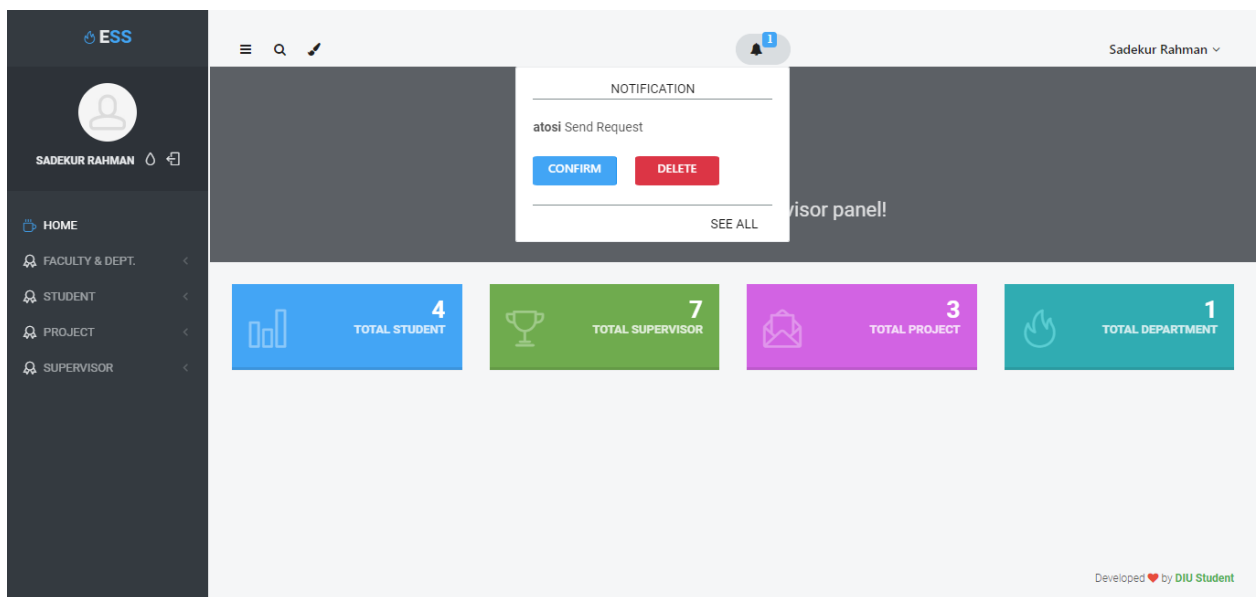 ESS
1
Sadekur Rahman
SADEKUR RAHMAN
HOME
FACULTY & DEPT.
STUDENT
PROJECT
SUPERVISOR
NOTIFICATION
atosi Send Request
CONFIRM DELETE
SEE ALL
panel!
4
TOTAL STUDENT
7
TOTAL SUPERVISOR
3
TOTAL PROJECT
1
TOTAL DEPARTMENT
Developed by DIU Student